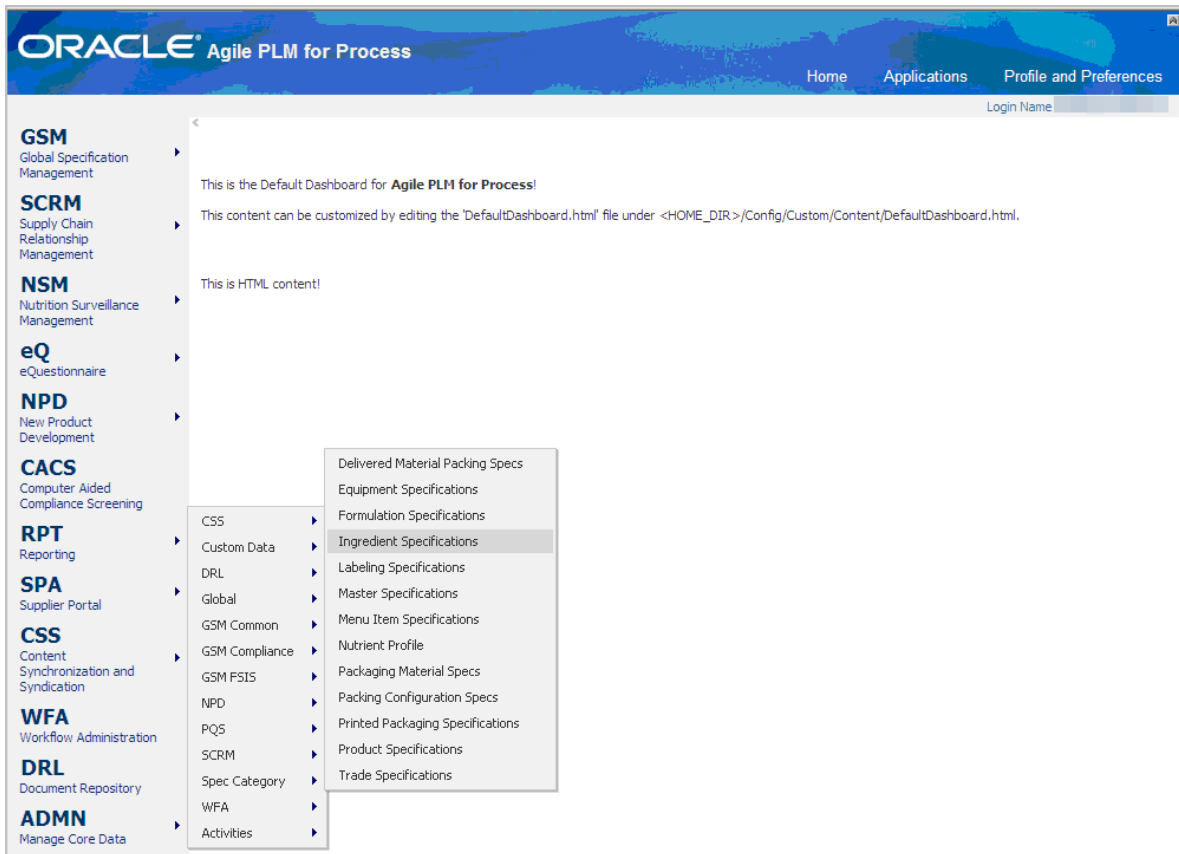 ORACLE® Agile PLM for Process
Home Applications Profile and Preferences
Login Name
GSM
Global Specification
Management
SCRM
Supply Chain
Relationship
Management
NSM
Nutrition Surveillance
Management
eQ
eQuestionnaire
NPD
New Product
Development
CACS
Computer Aided
Compliance Screening
RPT
Reporting
SPA
Supplier Portal
CSS
Content
Synchronization and
Syndication
WFA
Workflow Administration
DRL
Document Repository
ADMN
Manage Core Data
This is the Default Dashboard for Agile PLM for Process!
This content can be customized by editing the 'DefaultDashboard.html' file under <HOME_DIR>/Config/Custom/Content/DefaultDashboard.html.
This is HTML content!
CSS
Custom Data
DRL
Global
GSM Common
GSM Compliance
GSM FSIS
NPD
PQS
SCRM
Spec Category
WFA
Activities
Delivered Material Packing Specs
Equipment Specifications
Formulation Specifications
Ingredient Specifications
Labeling Specifications
Master Specifications
Menu Item Specifications
Nutrient Profile
Packaging Material Specs
Packing Configuration Specs
Printed Packaging Specifications
Product Specifications
Trade Specifications